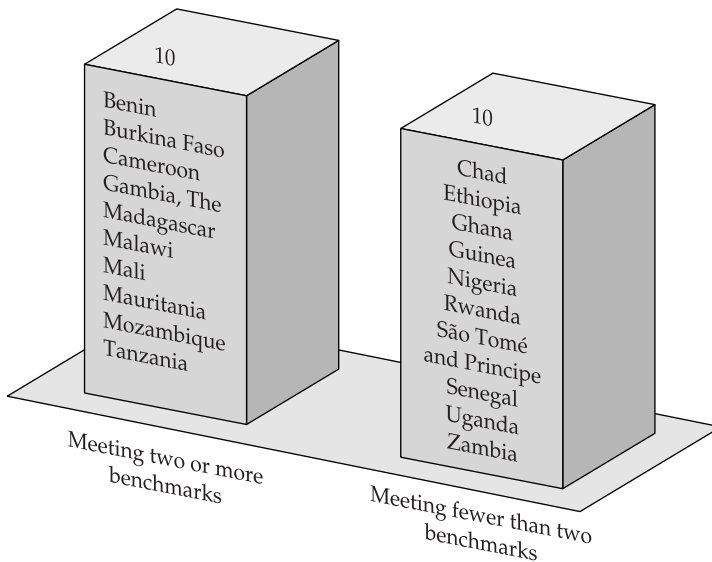 10
Benin
Burkina Faso
Cameroon
Gambia, The
Madagascar
Malawi
Mali
Mauritania
Mozambique
Tanzania
Meeting two or more
benchmarks
10
Chad
Ethiopia
Ghana
Guinea
Nigeria
Rwanda
São Tomé
and Principe
Senegal
Uganda
Zambia
Meeting fewer than two
benchmarks